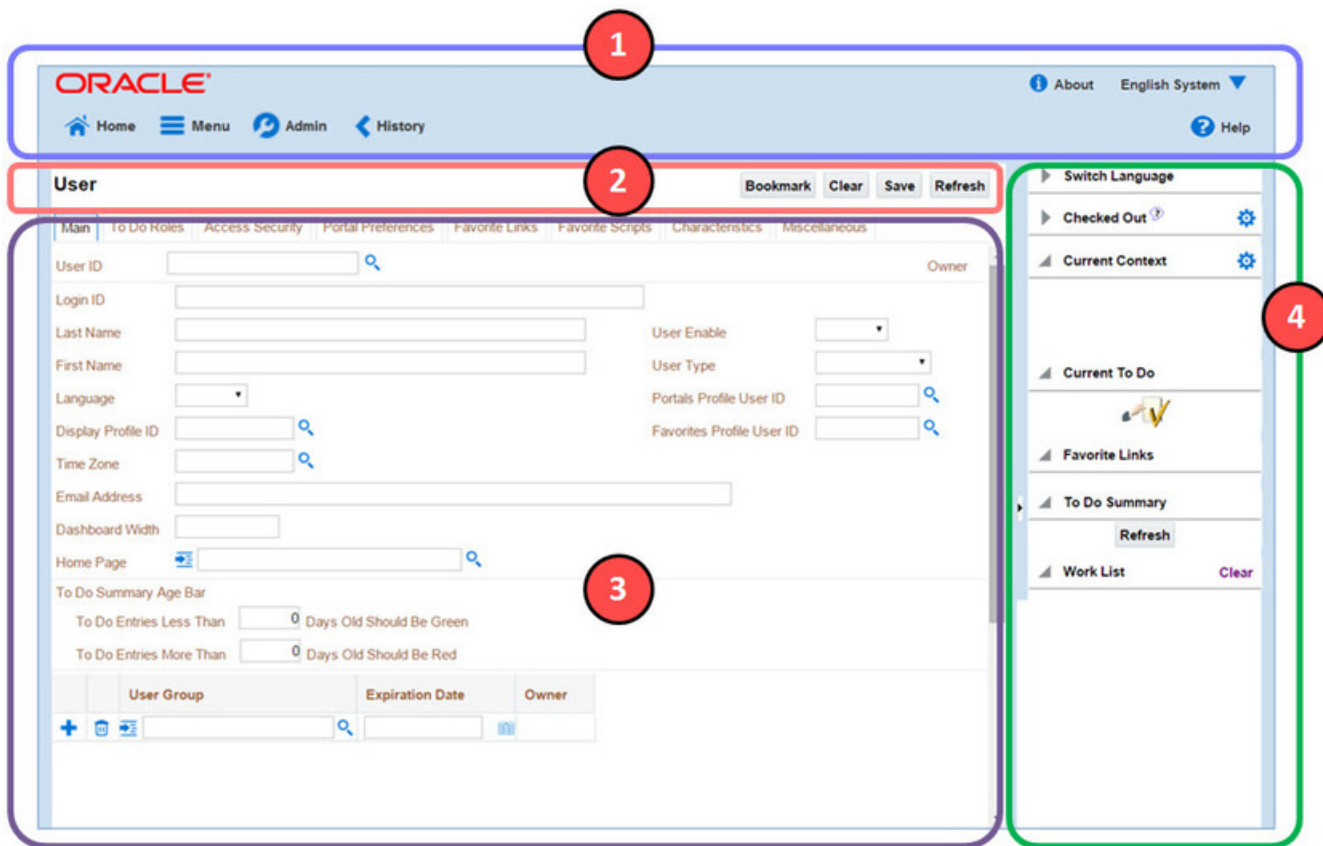 1
ORACLE®
About English System
Home Menu Admin History Help
2
User Bookmark Clear Save Refresh
Main To Do Roles Access Security Portal Preferences Favorite Links Favorite Scripts Characteristics Miscellaneous
User ID Owner
Login ID
Last Name User Enable
First Name User Type
Language Portals Profile User ID
Display Profile ID Favorites Profile User ID
Time Zone
Email Address
Dashboard Width
Home Page
3
To Do Summary Age Bar
To Do Entries Less Than 0 Days Old Should Be Green
To Do Entries More Than 0 Days Old Should Be Red
User Group Expiration Date Owner
Switch Language
Checked Out ?
Current Context
4
Current To Do
Favorite Links
To Do Summary
Refresh
Work List Clear